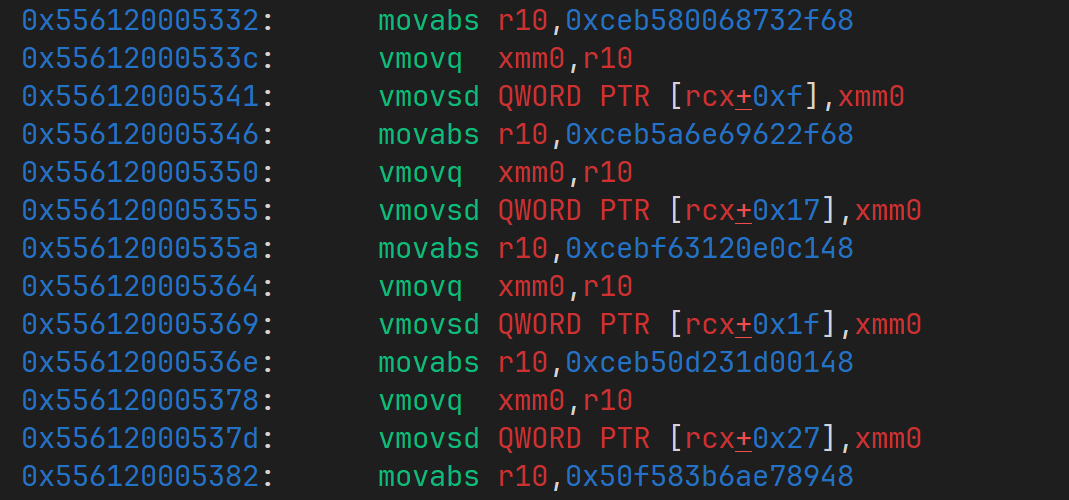 0x556120005332:	movabs r10,0xceb580068732f68
0x55612000533c:	vmovq  xmm0,r10
0x556120005341:	vmovsd QWORD PTR [rcx+0xf],xmm0
0x556120005346:	movabs r10,0xceb5a6e69622f68
0x556120005350:	vmovq  xmm0,r10
0x556120005355:	vmovsd QWORD PTR [rcx+0x17],xmm0
0x55612000535a:	movabs r10,0xcebf63120e0c148
0x556120005364:	vmovq  xmm0,r10
0x556120005369:	vmovsd QWORD PTR [rcx+0x1f],xmm0
0x55612000536e:	movabs r10,0xceb50d231d00148
0x556120005378:	vmovq  xmm0,r10
0x55612000537d:	vmovsd QWORD PTR [rcx+0x27],xmm0
0x556120005382:	movabs r10,0x50f583b6ae78948